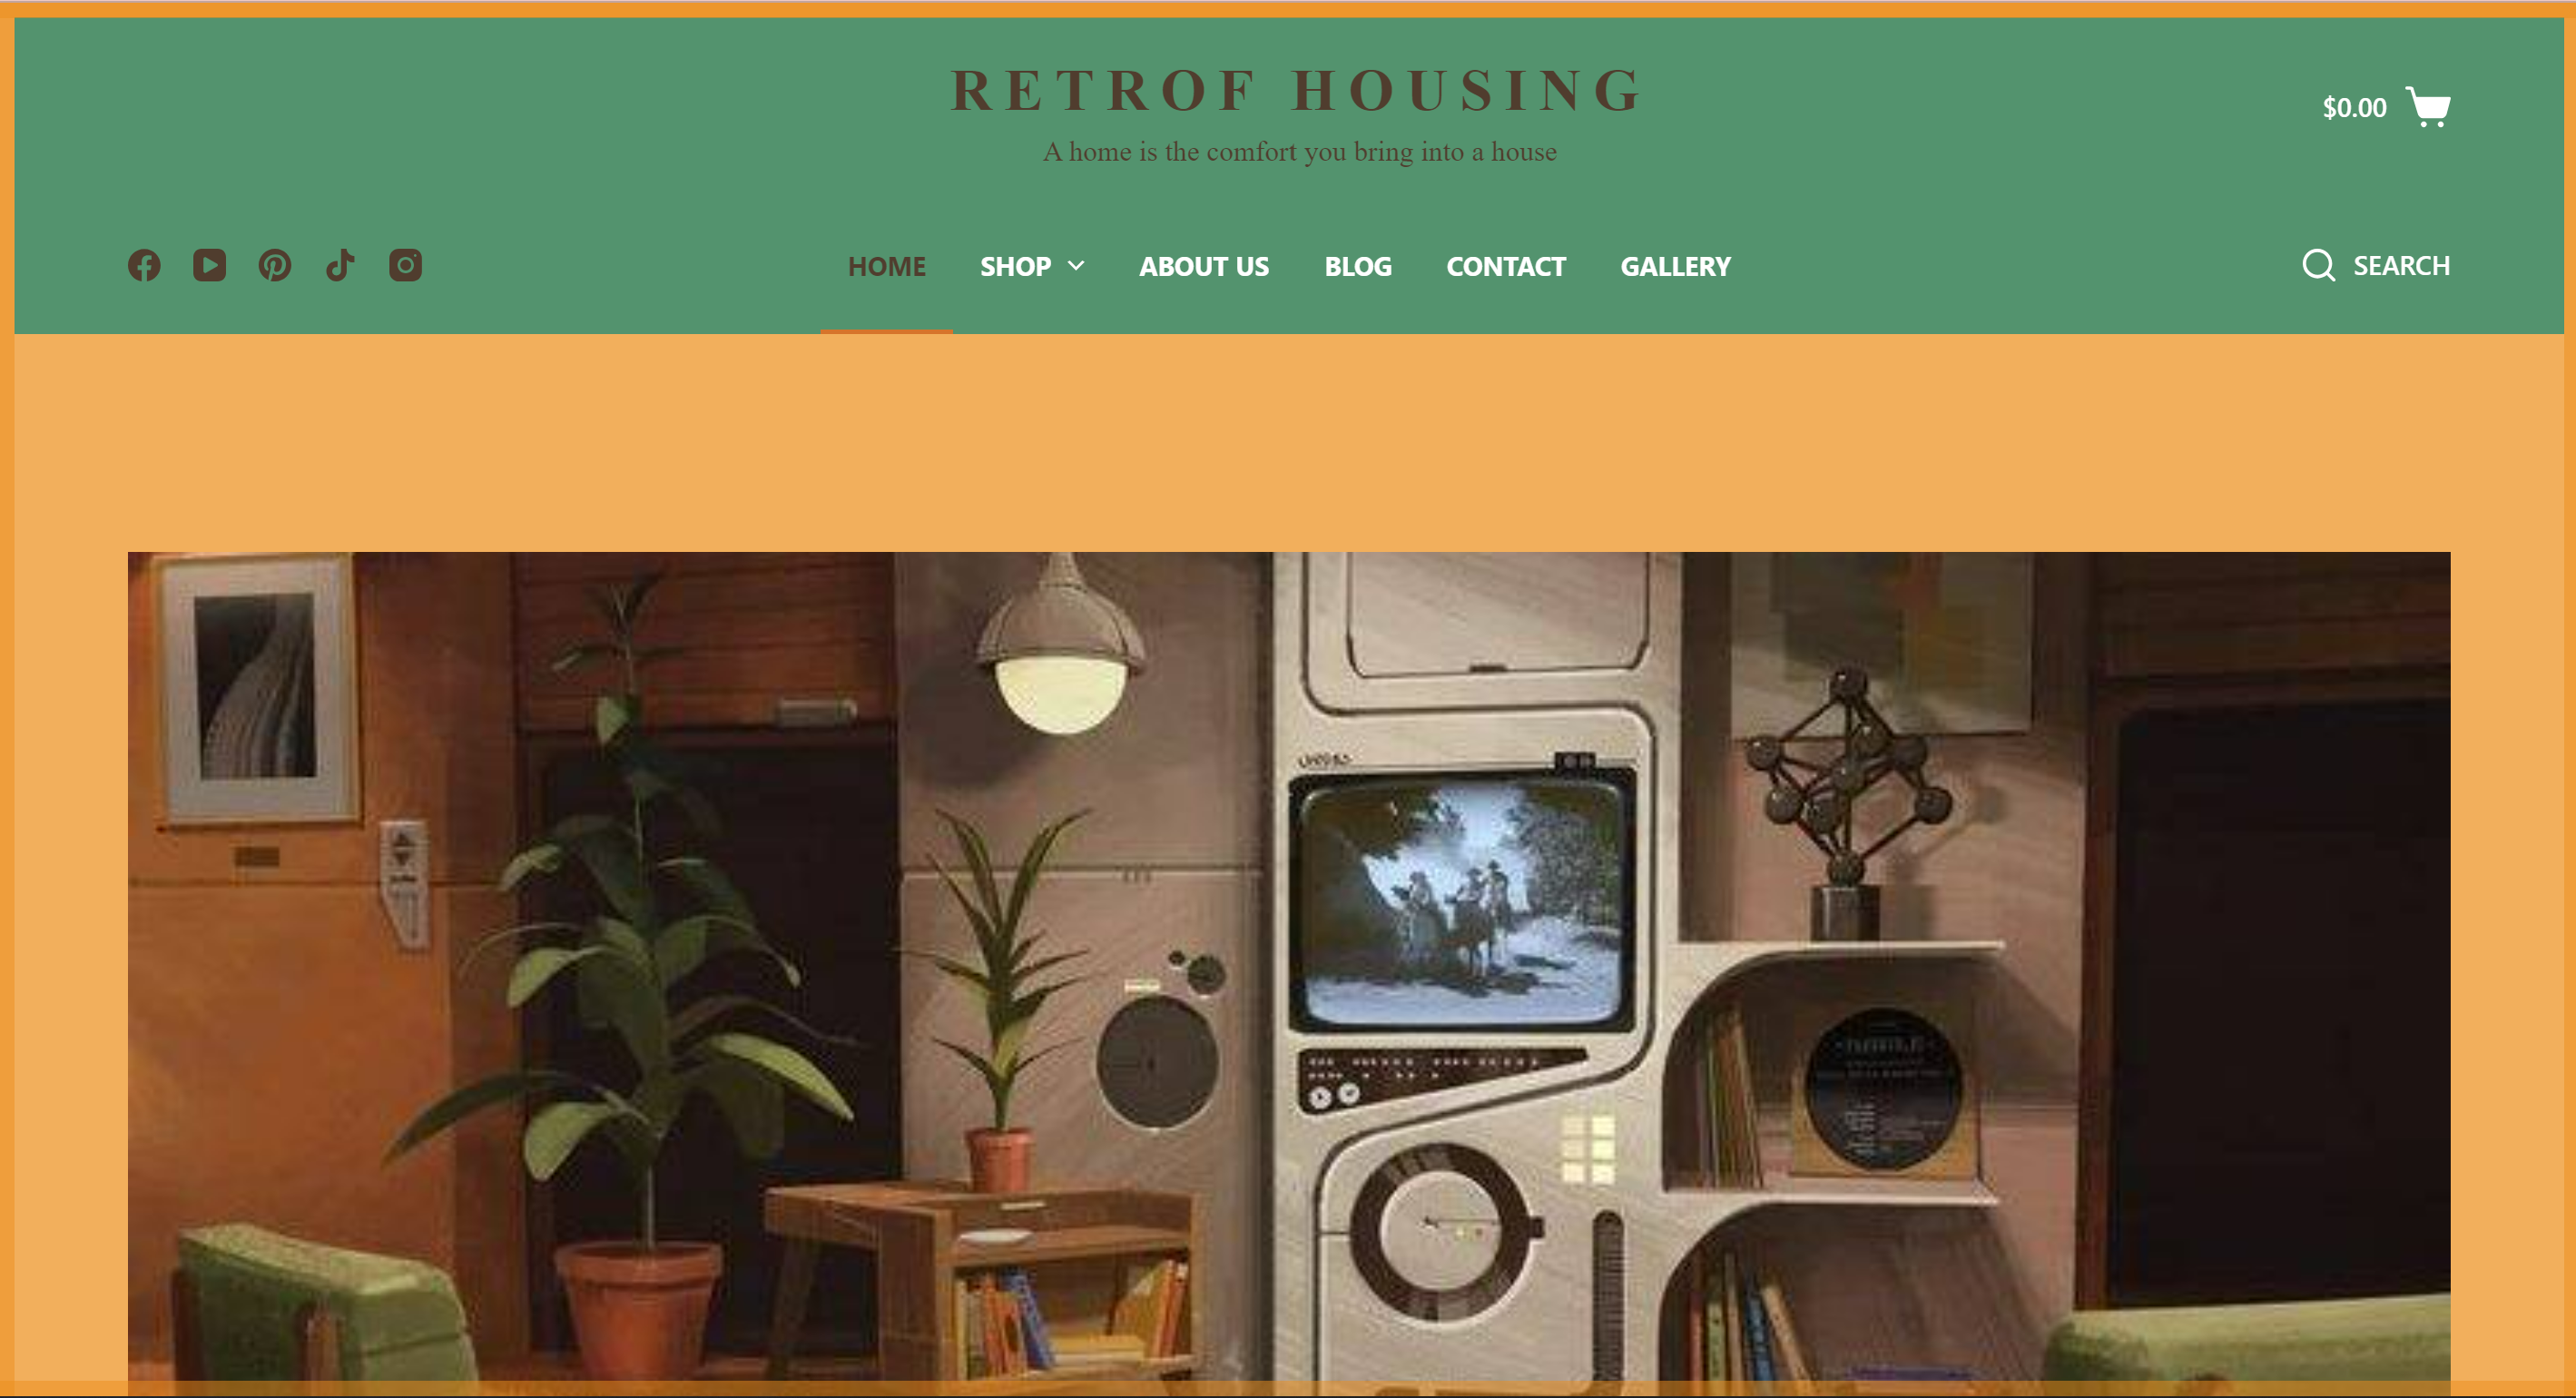 RETROF HOUSING
A home is the comfort you bring into a house
$0.00
HOME SHOP ABOUT US BLOG CONTACT GALLERY
SEARCH